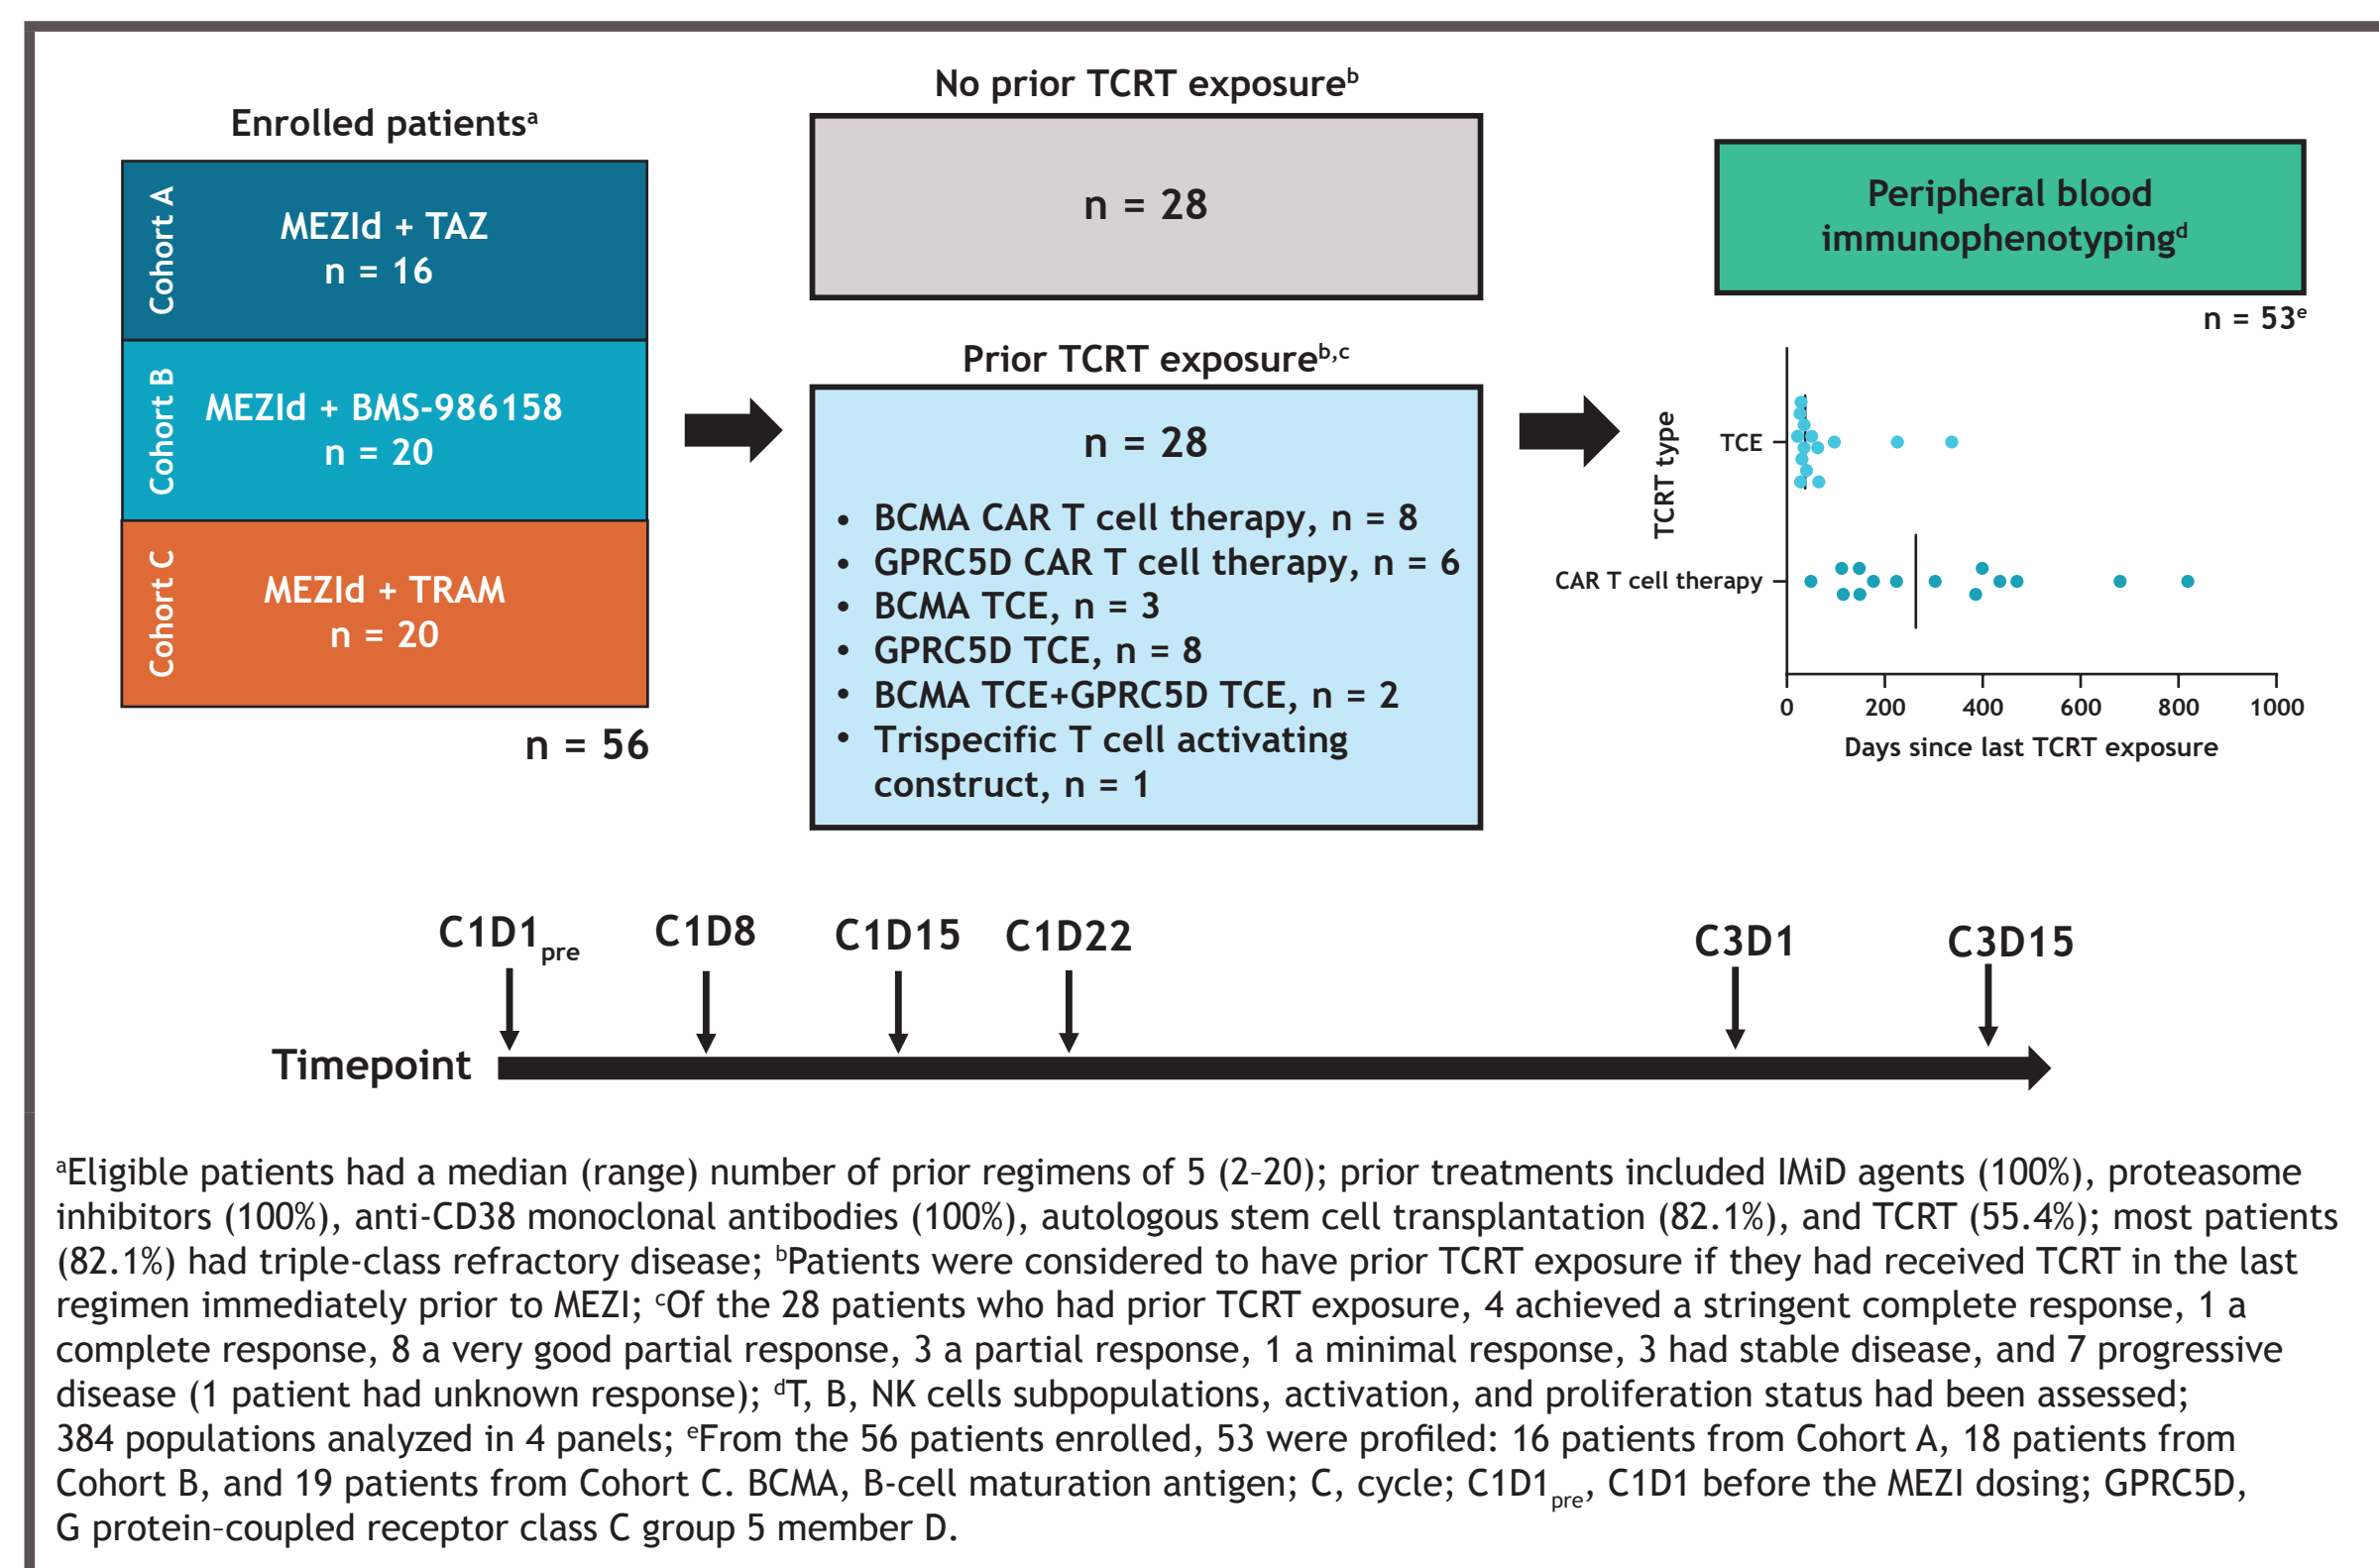 Enrolled patientsa
Cohort A
MEZId + TAZ
n = 16
Cohort B
MEZId + BMS-986158
n = 20
Cohort C
MEZId + TRAM
n = 20
n = 56
No prior TCRT exposureb
n = 28
Prior TCRT exposureb,c
n = 28
• BCMA CAR T cell therapy, n = 8
• GPRC5D CAR T cell therapy, n = 6
• BCMA TCE, n = 3
• GPRC5D TCE, n = 8
• BCMA TCE+GPRC5D TCE, n = 2
• Trispecific T cell activating
construct, n = 1
Peripheral blood
immunophenotypingd
n = 53e
TCRT type
TCE
CAR T cell therapy
0 200 400 600 800 1000
Days since last TCRT exposure
C1D1pre C1D8 C1D15 C1D22 C3D1 C3D15
Timepoint
aEligible patients had a median (range) number of prior regimens of 5 (2–20); prior treatments included IMiD agents (100%), proteasome
inhibitors (100%), anti-CD38 monoclonal antibodies (100%), autologous stem cell transplantation (82.1%), and TCRT (55.4%); most patients
(82.1%) had triple-class refractory disease; bPatients were considered to have prior TCRT exposure if they had received TCRT in the last
regimen immediately prior to MEZI; cOf the 28 patients who had prior TCRT exposure, 4 achieved a stringent complete response, 1 a
complete response, 8 a very good partial response, 3 a partial response, 1 a minimal response, 3 had stable disease, and 7 progressive
disease (1 patient had unknown response); dT, B, NK cells subpopulations, activation, and proliferation status had been assessed;
384 populations analyzed in 4 panels; eFrom the 56 patients enrolled, 53 were profiled: 16 patients from Cohort A, 18 patients from
Cohort B, and 19 patients from Cohort C. BCMA, B-cell maturation antigen; C, cycle; C1D1pre, C1D1 before the MEZI dosing; GPRC5D,
G protein–coupled receptor class C group 5 member D.